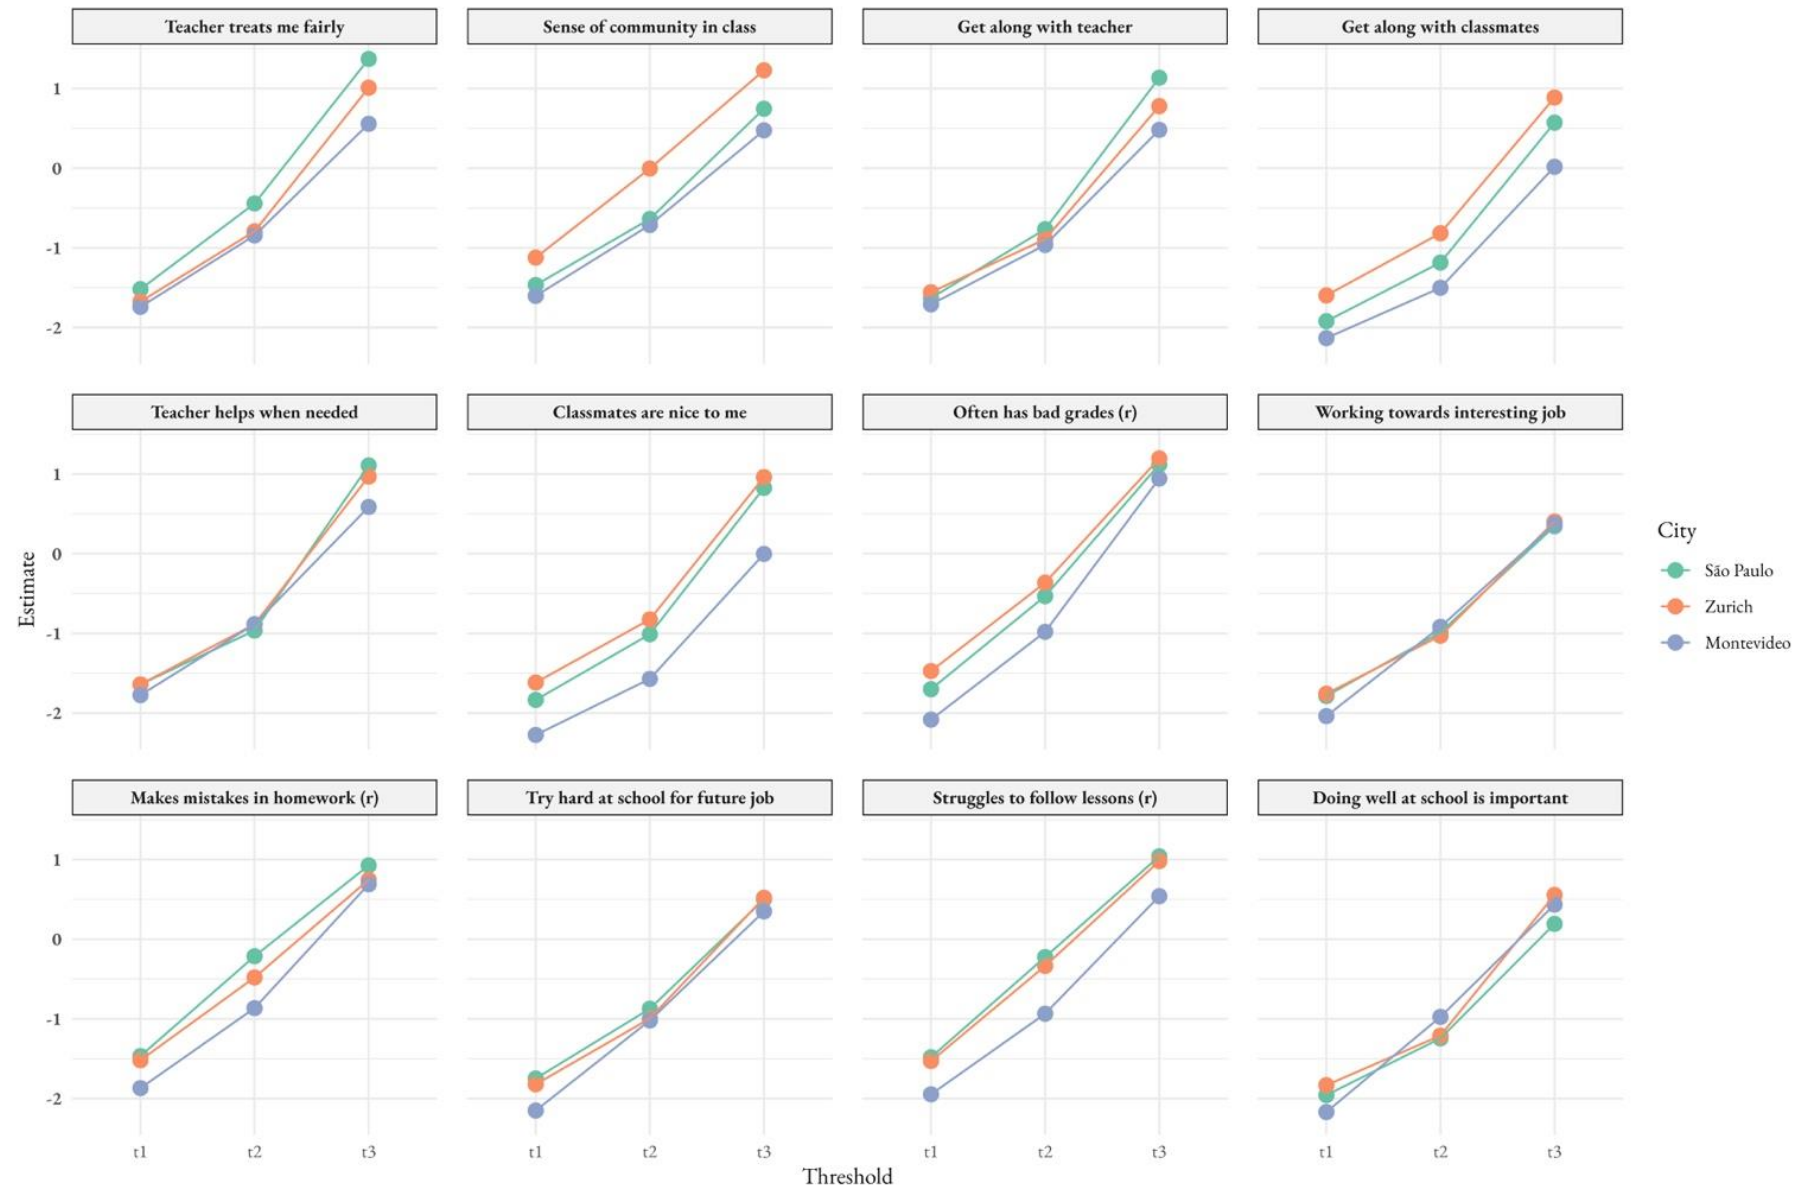 Teacher treats me fairly
Sense of community in class
Get along with teacher
Get along with classmates
1
0
-1
-2
Teacher helps when needed
Classmates are nice to me
Often has bad grades (r)
Working towards interesting job
1
0
-1
-2
Estimate
City
São Paulo
Zurich
Montevideo
Makes mistakes in homework (r)
Try hard at school for future job
Struggles to follow lessons (r)
Doing well at school is important
1
0
-1
-2
t1 t2 t3
t1 t2 t3
t1 t2 t3
t1 t2 t3
Threshold